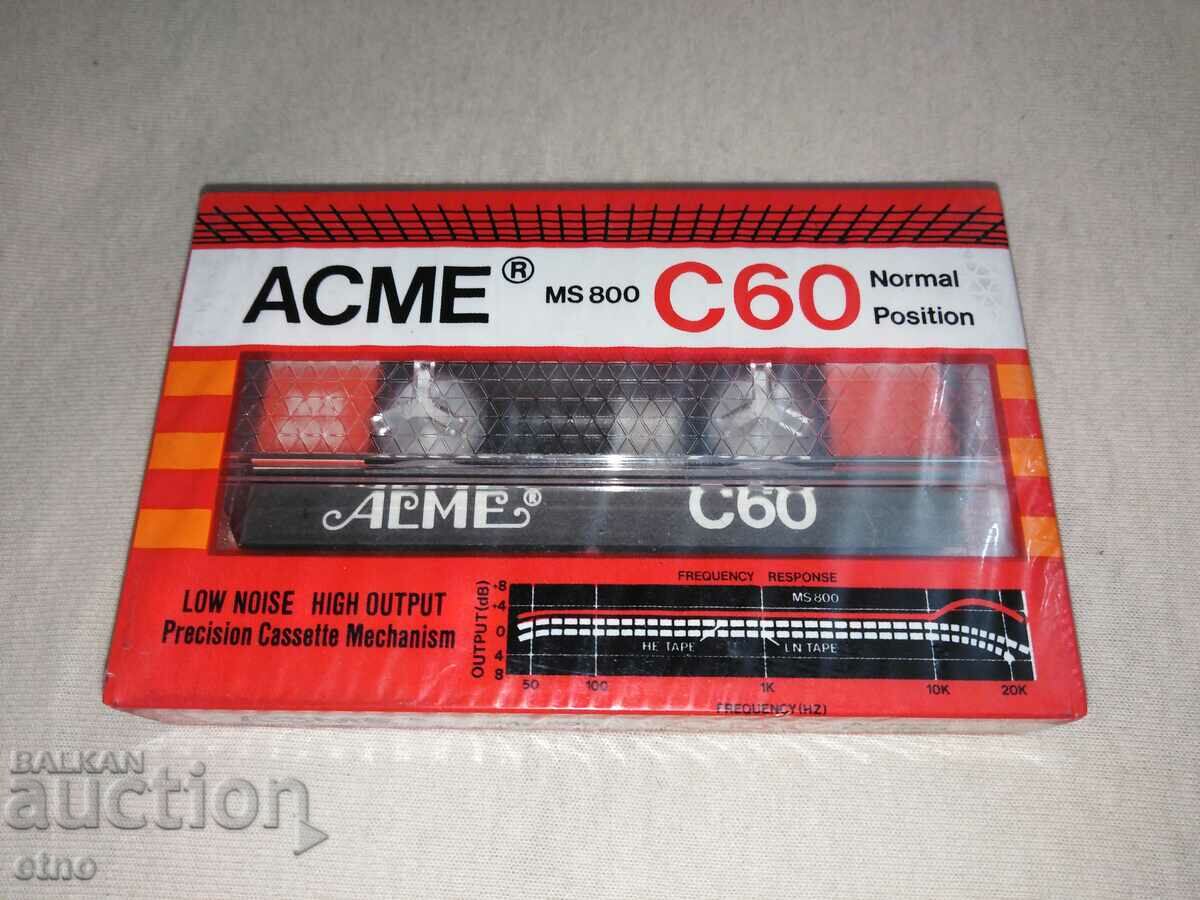 ACME® MS 800 C60 Normal Position
ACME® C60
LOW NOISE HIGH OUTPUT
Precision Cassette Mechanism
FREQUENCY RESPONSE
OUTPUT (dB)
+8
+4
0
4
8
MS 800
HE TAPE
LN TAPE
50 100 1K 10K 20K
FREQUENCY (HZ)
BALKAN
auction
etno